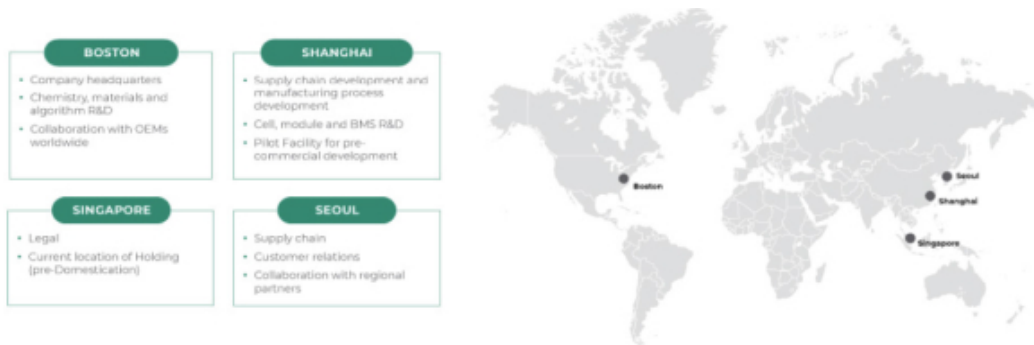 BOSTON
• Company headquarters
• Chemistry, materials and
algorithm R&D
• Collaboration with OEMs
worldwide
SHANGHAI
• Supply chain development and
manufacturing process
development
• Cell, module and BMS R&D
• Pilot Facility for pre-
commercial development
SINGAPORE
• Legal
• Current location of Holding
(pre-Domestication)
SEOUL
• Supply chain
• Customer relations
• Collaboration with regional
partners
Boston
Seoul
Shanghai
Singapore